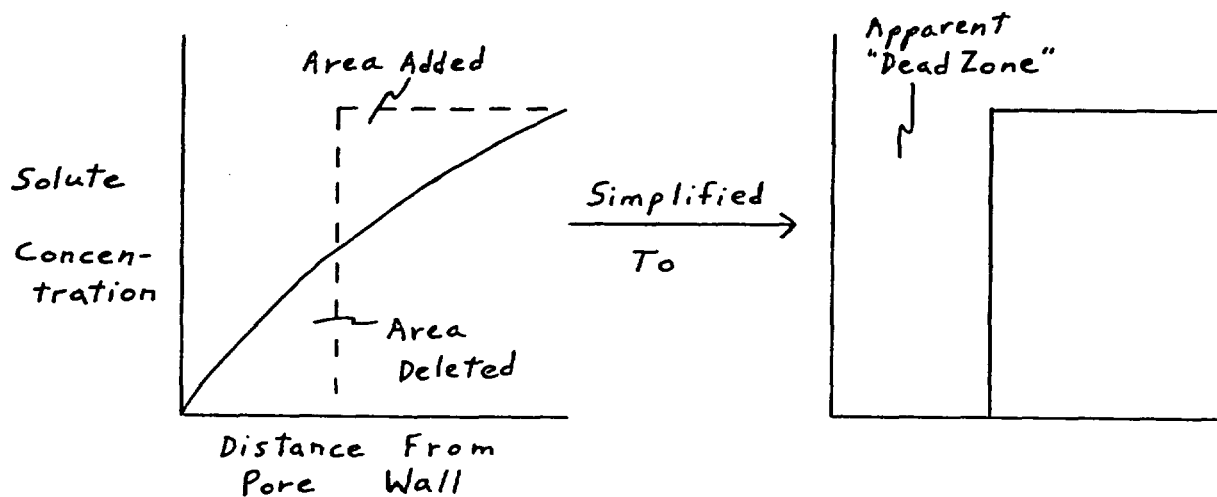 Area Added
Solute
Concen-
tration
Area
Deleted
Distance From
Pore Wall
Simplified
To
Apparent
"Dead Zone"